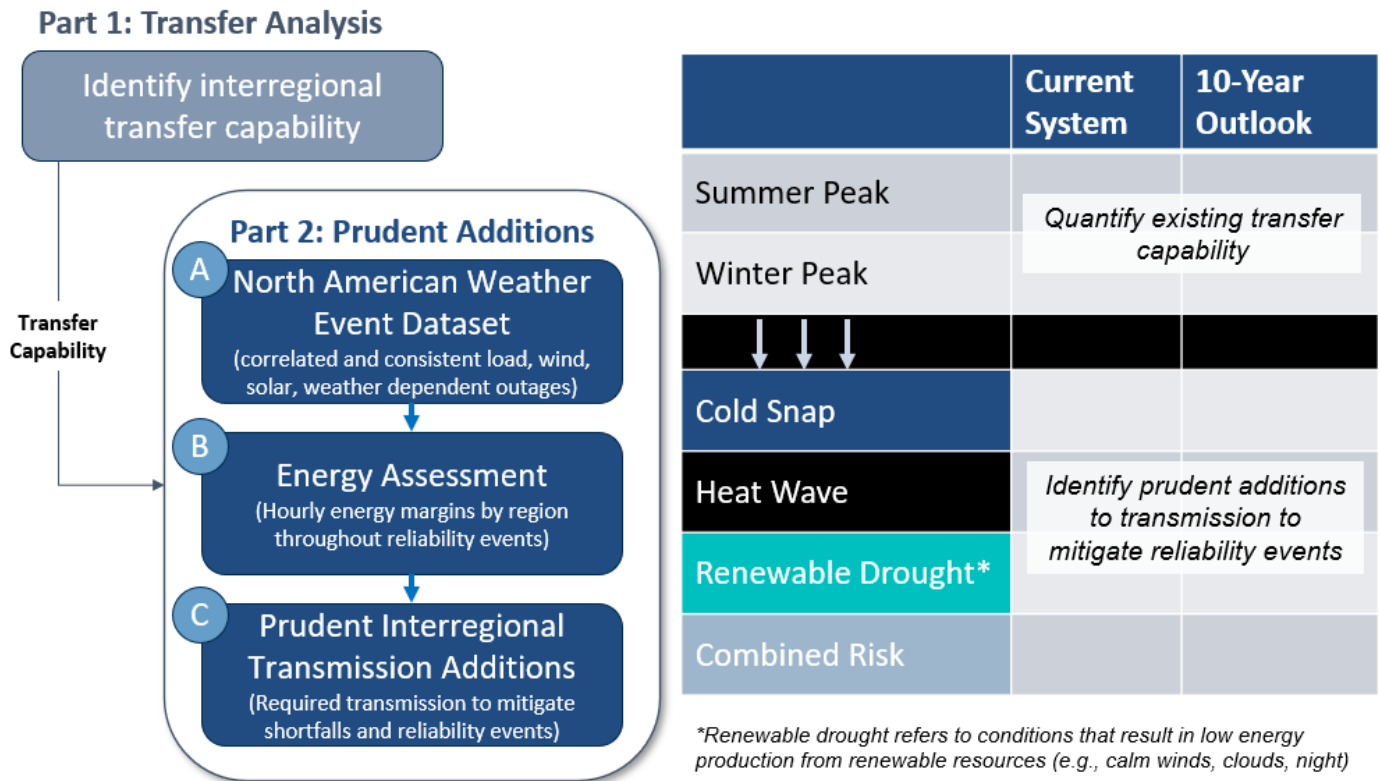 Part 1: Transfer Analysis
Identify interregional
transfer capability
Transfer
Capability
Part 2: Prudent Additions
A
North American Weather
Event Dataset
(correlated and consistent load, wind,
solar, weather dependent outages)
B
Energy Assessment
(Hourly energy margins by region
throughout reliability events)
C
Prudent Interregional
Transmission Additions
(Required transmission to mitigate
shortfalls and reliability events)
Current
System
10-Year
Outlook
Summer Peak
Winter Peak
Quantify existing transfer
capability
Cold Snap
Heat Wave
Renewable Drought*
Combined Risk
Identify prudent additions
to transmission to
mitigate reliability events
*Renewable drought refers to conditions that result in low energy
production from renewable resources (e.g., calm winds, clouds, night)